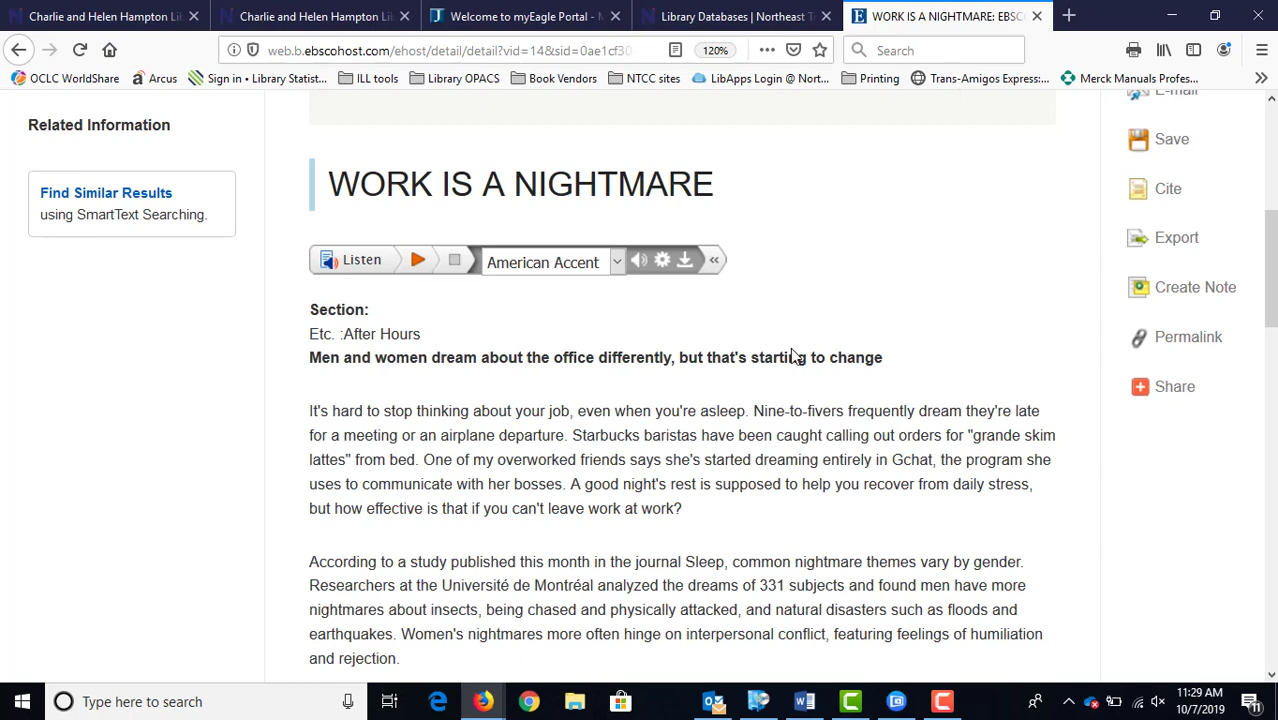 Charlie and Helen Hampton Li
Charlie and Helen Hampton Li
Welcome to myEagle Portal - M
Library Databases | Northeast T
WORK IS A NIGHTMARE: EBSCO
web.b.ebscohost.com/ehost/detail/detail?vid=14&sid=0ae1cf30
120%
Search
OCLC WorldShare
Arcus
Sign in • Library Statist...
ILL tools
Library OPACS
Book Vendors
NTCC sites
LibApps Login @ Nort...
Printing
Trans-Amigos Express:...
Merck Manuals Profes...
Related Information
Find Similar Results
using SmartText Searching.
E-mail
Save
Cite
Export
Create Note
Permalink
Share
WORK IS A NIGHTMARE
Listen
American Accent
Section:
Etc. :After Hours
Men and women dream about the office differently, but that's starting to change
It's hard to stop thinking about your job, even when you're asleep. Nine-to-fivers frequently dream they're late
for a meeting or an airplane departure. Starbucks baristas have been caught calling out orders for "grande skim
lattes" from bed. One of my overworked friends says she's started dreaming entirely in Gchat, the program she
uses to communicate with her bosses. A good night's rest is supposed to help you recover from daily stress,
but how effective is that if you can't leave work at work?
According to a study published this month in the journal Sleep, common nightmare themes vary by gender.
Researchers at the Université de Montréal analyzed the dreams of 331 subjects and found men have more
nightmares about insects, being chased and physically attacked, and natural disasters such as floods and
earthquakes. Women's nightmares more often hinge on interpersonal conflict, featuring feelings of humiliation
and rejection.
Type here to search
11:29 AM
10/7/2019
11